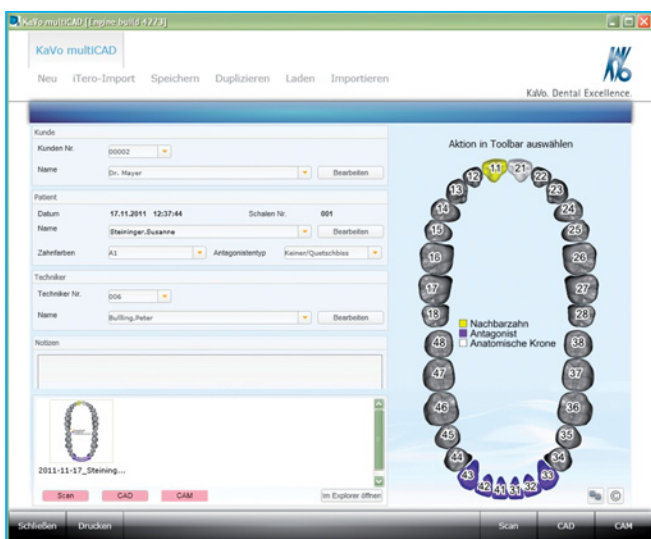 KaVo multiCAD [Engine build 4223]
KaVo multiCAD
Neu iTero-Import Speichern Duplizieren Laden Importieren
KaVo. Dental Excellence.
Kunde
Kunden Nr. 00002
Name Dr. Mayer Bearbeiten
Patient
Datum 17.11.2011 12:37:44 Schalen Nr. 001
Name Steininger.Susanne Bearbeiten
Zahnfarben A1 Antagonistentyp Keiner/Quetschbiss
Techniker
Techniker Nr. 006
Name Bullling.Peter Bearbeiten
Notizen
2011-11-17_Steining...
Scan CAD CAM Im Explorer öffnen
Aktion in Toolbar auswählen
11 21
12 22
13 23
14 24
15 25
16 26
17 27
18 28
Nachbarzahn
Antagonist
Anatomische Krone
48 38
47 37
46 36
45 35
44 34
43 33
42 41 31 32
Schließen Drucken Scan CAD CAM